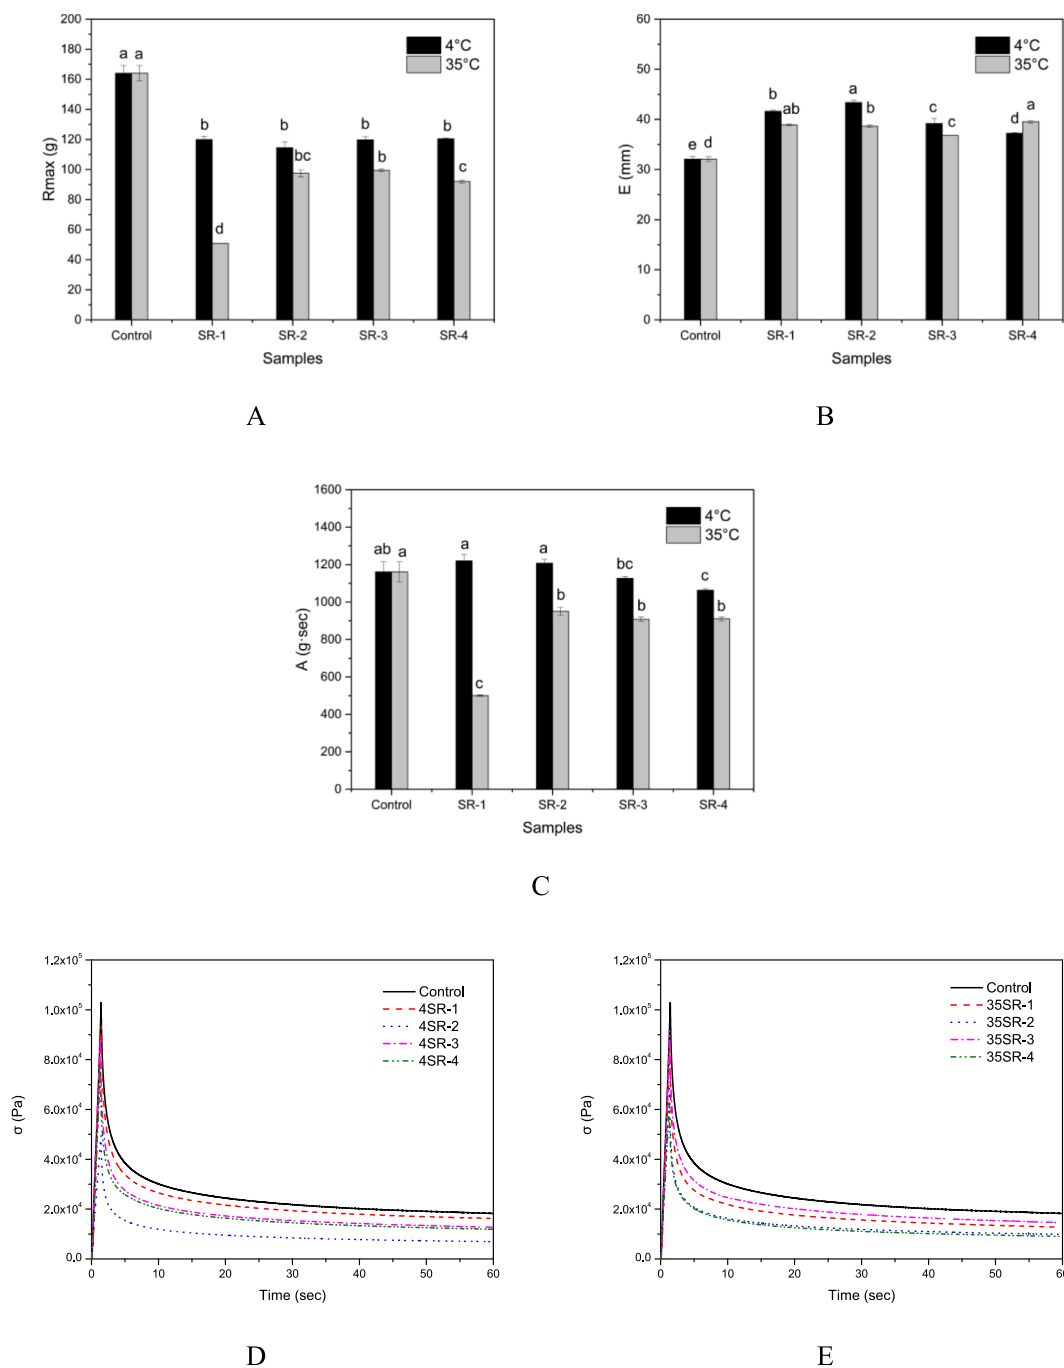 200
180
160
140
120
100
80
60
40
20
0
Rmax (g)
4°C
35°C
a a
b
d
b
bc
b
b
b
c
Control SR-1 SR-2 SR-3 SR-4
Samples
A
60
50
40
30
20
10
0
E (mm)
4°C
35°C
e d
b
ab
a
b
c
c
d
a
Control SR-1 SR-2 SR-3 SR-4
Samples
B
1600
1400
1200
1000
800
600
400
200
0
A (g·sec)
4°C
35°C
ab a
a
c
a
b
bc
b
c
b
Control SR-1 SR-2 SR-3 SR-4
Samples
C
1.2x10⁵
1.0x10⁵
8.0x10⁴
6.0x10⁴
4.0x10⁴
2.0x10⁴
0.0
σ (Pa)
Control
4SR-1
4SR-2
4SR-3
4SR-4
0 10 20 30 40 50 60
Time (sec)
D
1.2x10⁵
1.0x10⁵
8.0x10⁴
6.0x10⁴
4.0x10⁴
2.0x10⁴
0.0
σ (Pa)
Control
35SR-1
35SR-2
35SR-3
35SR-4
0 10 20 30 40 50 60
Time (sec)
E